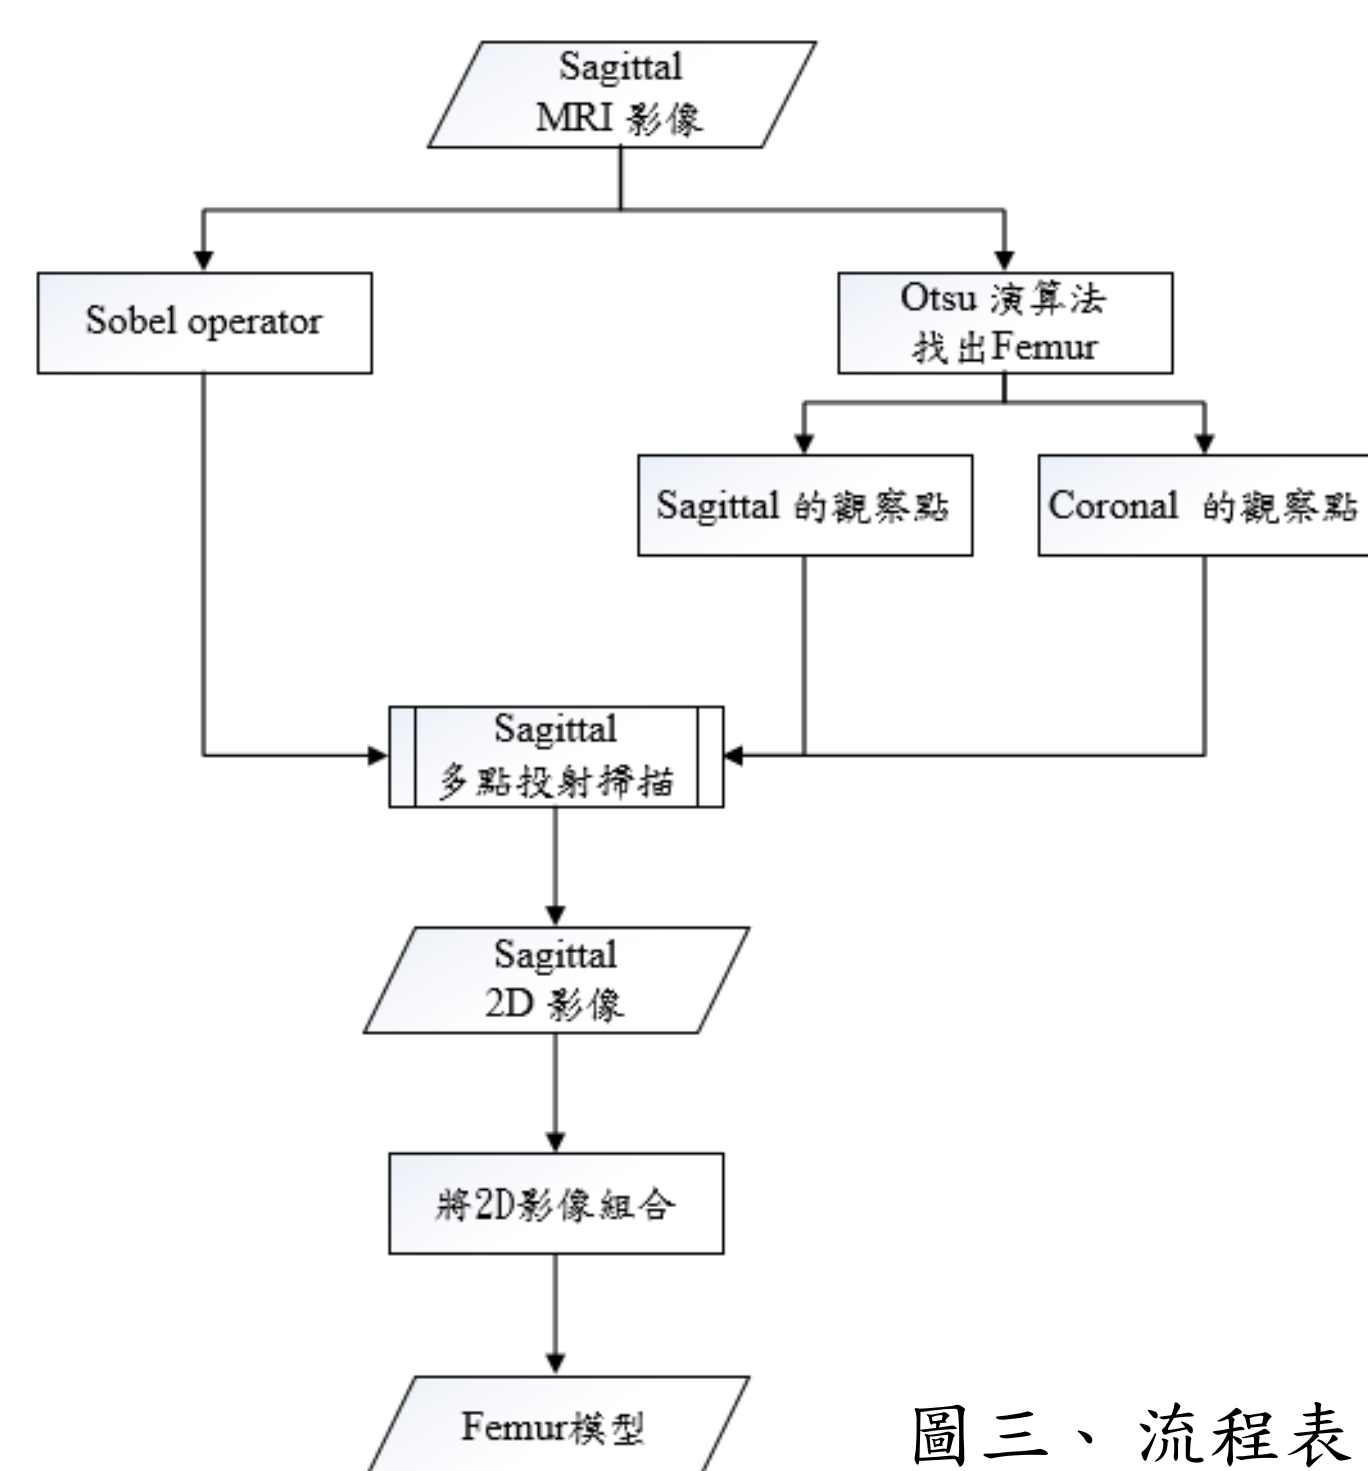 Sagittal
MRI 影像
Sobel operator
Otsu 演算法
找出Femur
Sagittal 的觀察點
Coronal 的觀察點
Sagittal
多點投射掃描
Sagittal
2D 影像
將2D影像組合
Femur模型
圖三、流程表